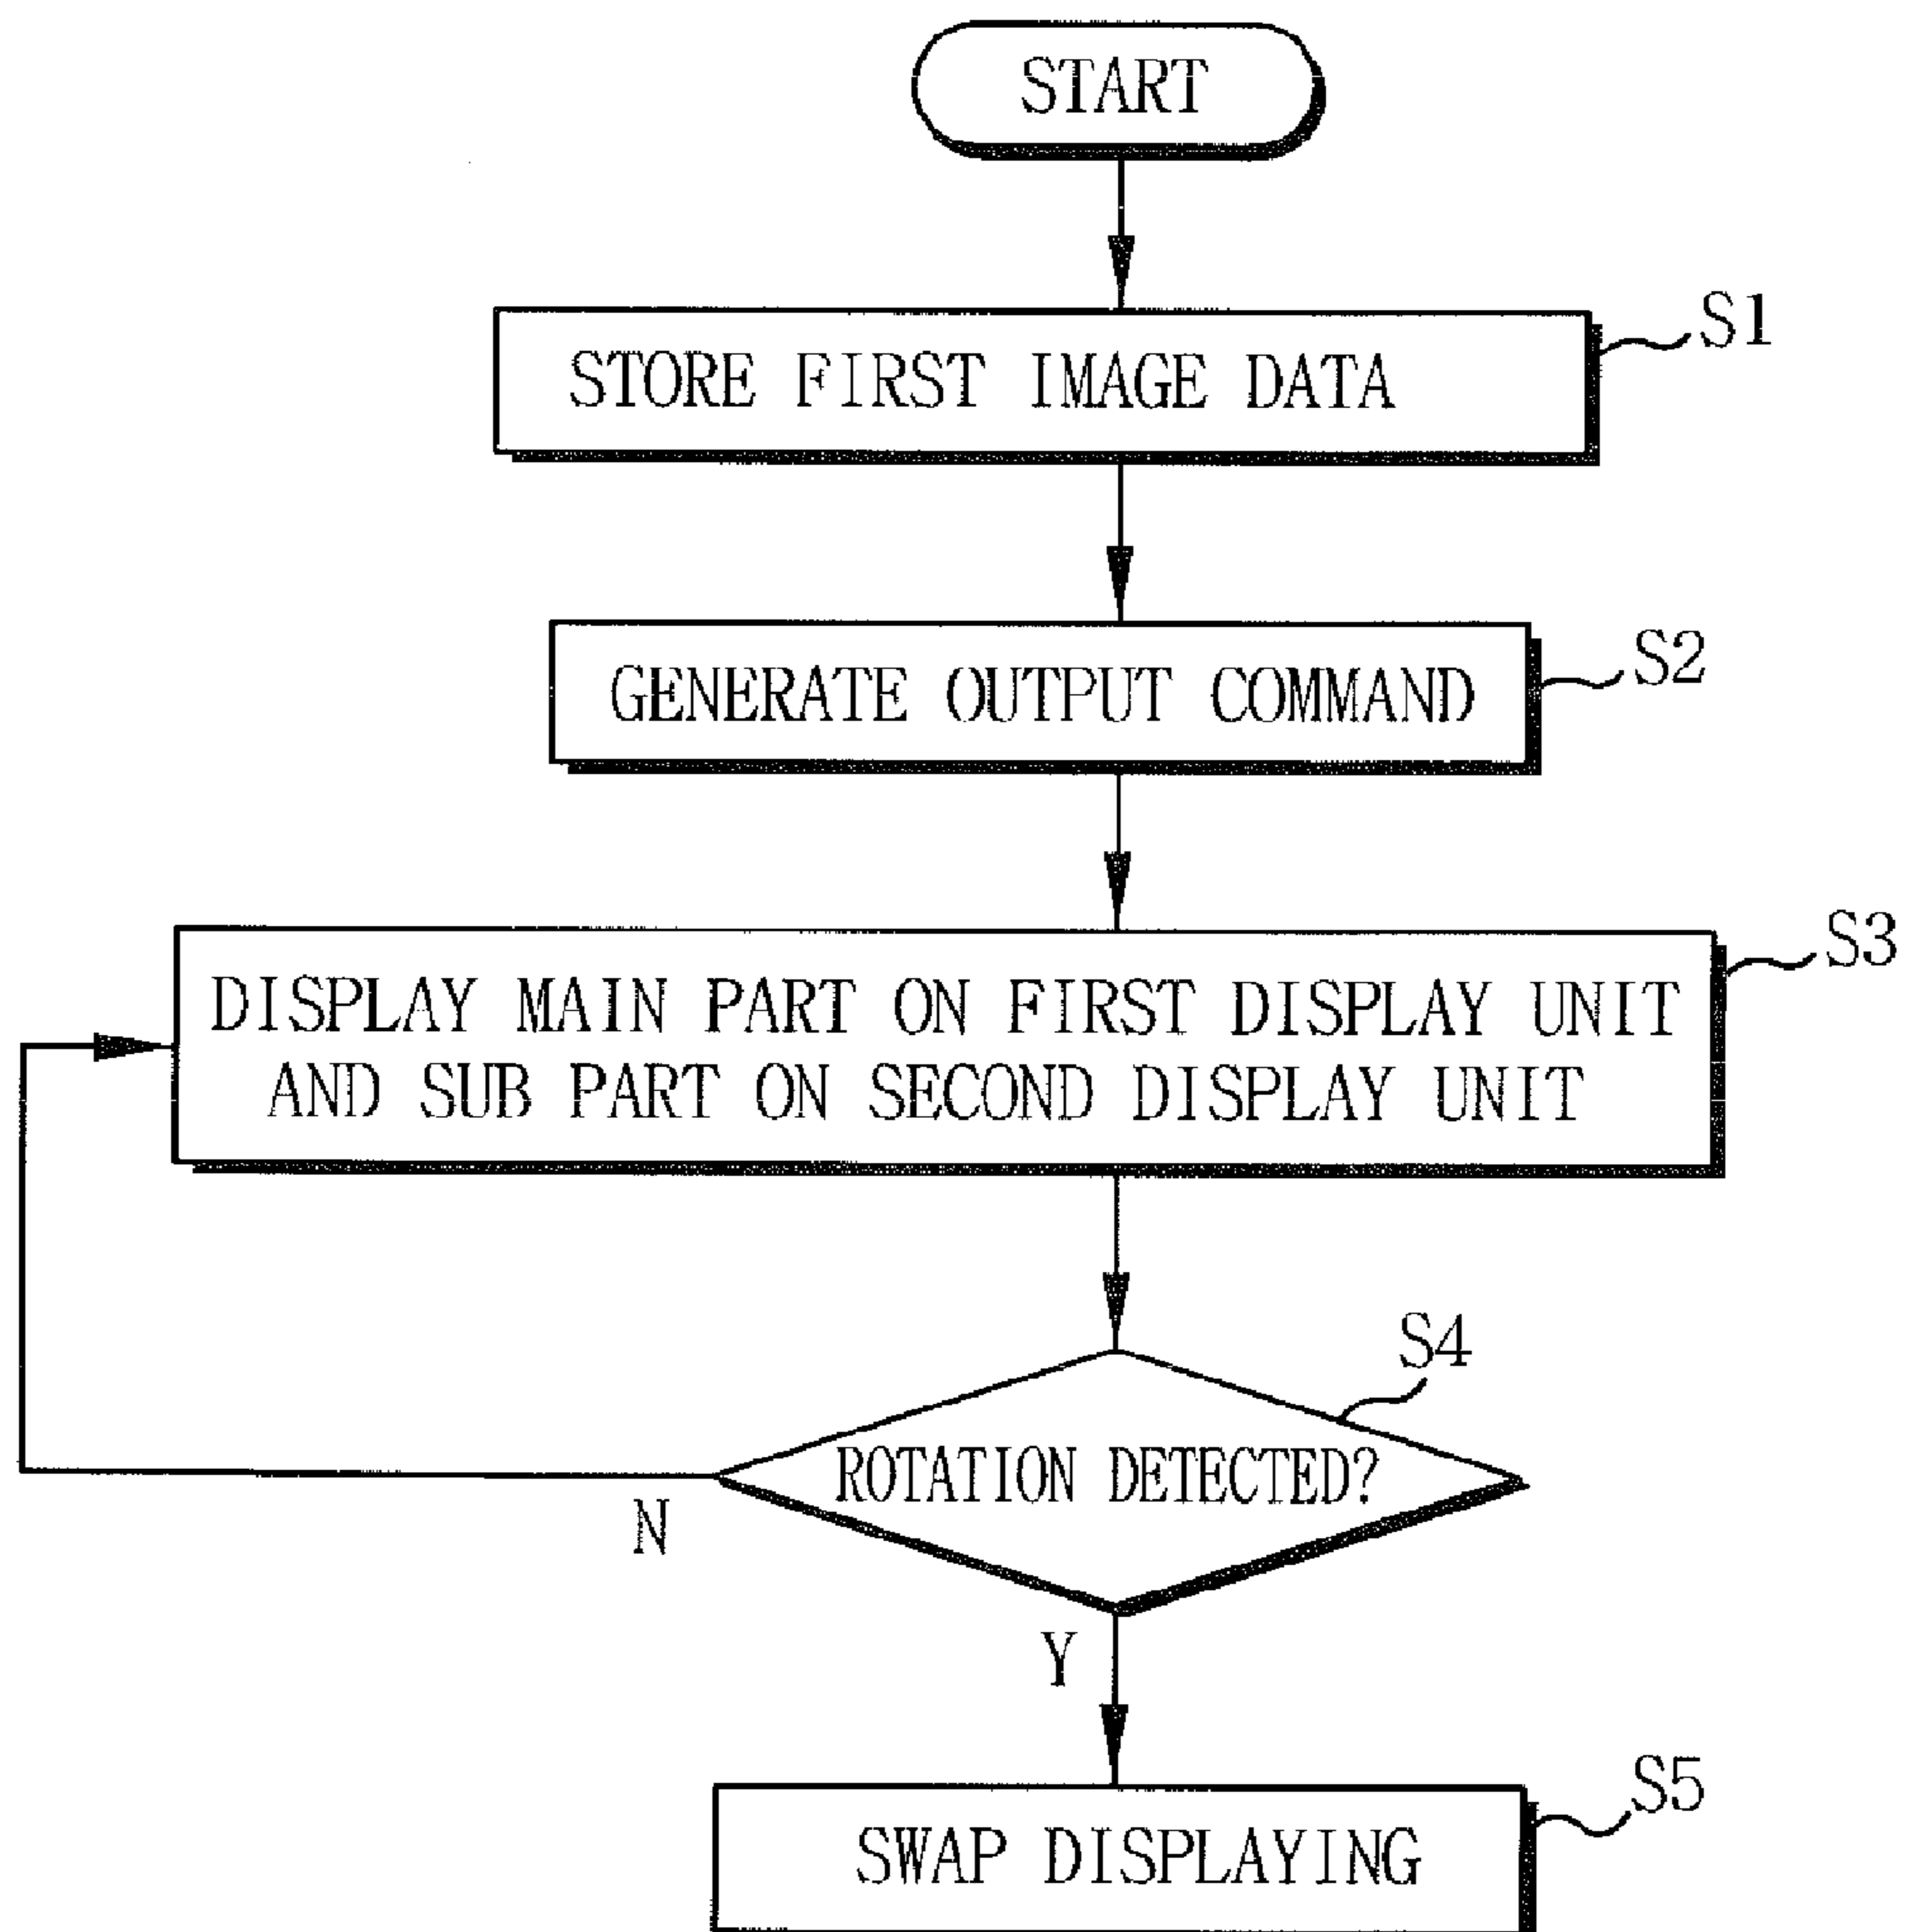 START
S1
STORE FIRST IMAGE DATA
S2
GENERATE OUTPUT COMMAND
S3
DISPLAY MAIN PART ON FIRST DISPLAY UNIT
AND SUB PART ON SECOND DISPLAY UNIT
S4
ROTATION DETECTED?
N
Y
S5
SWAP DISPLAYING